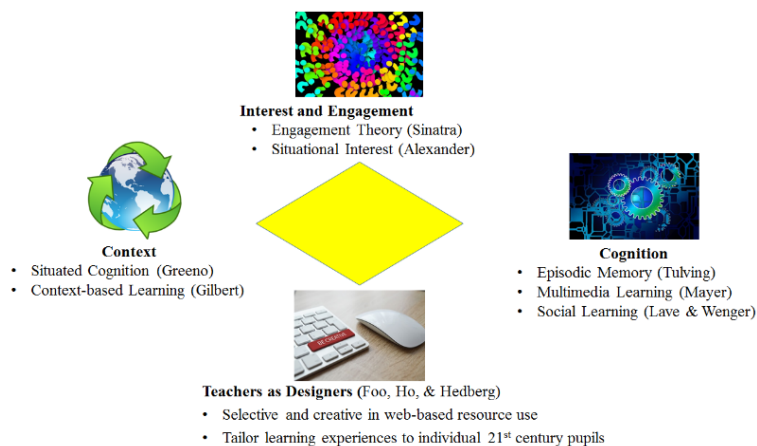 Interest and Engagement
• Engagement Theory (Sinatra)
• Situational Interest (Alexander)
Context
• Situated Cognition (Greeno)
• Context-based Learning (Gilbert)
Cognition
• Episodic Memory (Tulving)
• Multimedia Learning (Mayer)
• Social Learning (Lave & Wenger)
BE CREATIVE
Teachers as Designers (Foo, Ho, & Hedberg)
• Selective and creative in web-based resource use
• Tailor learning experiences to individual 21st century pupils